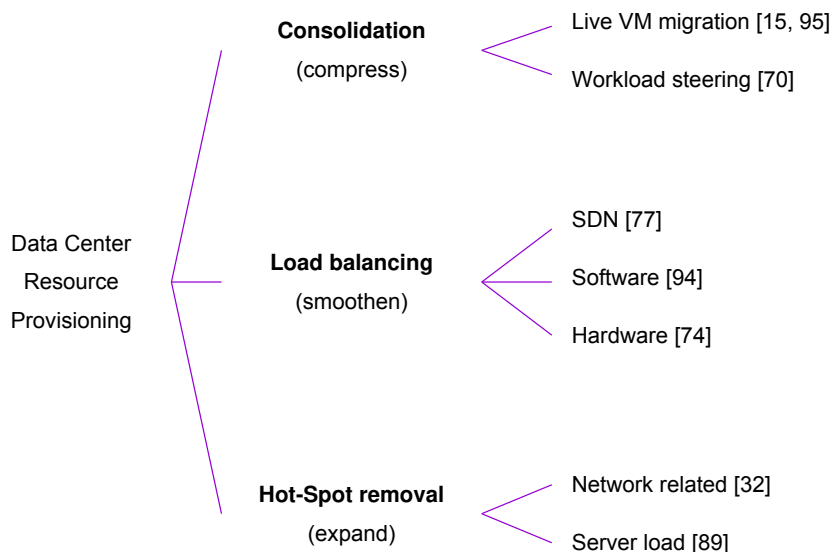 Data Center
Resource
Provisioning
Consolidation
(compress)
Live VM migration [15, 95]
Workload steering [70]
Load balancing
(smoothen)
SDN [77]
Software [94]
Hardware [74]
Hot-Spot removal
(expand)
Network related [32]
Server load [89]